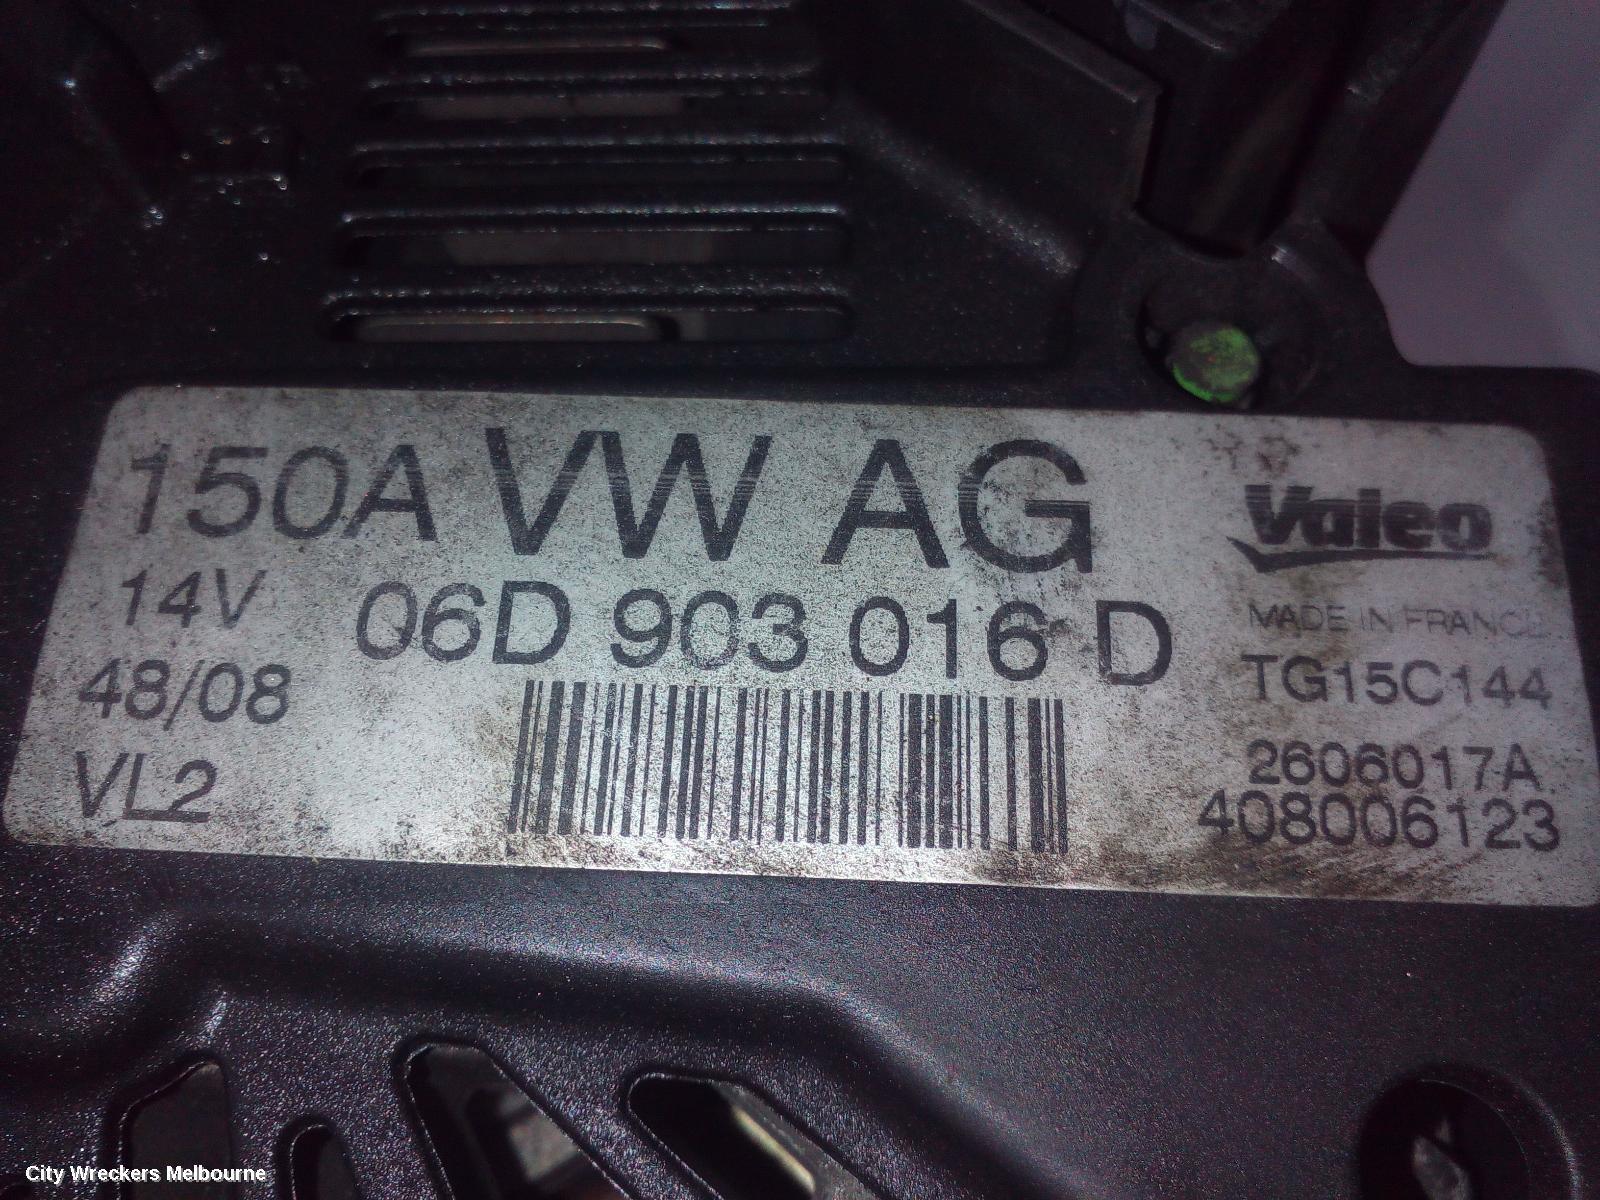 150A VW AG
Valeo
14V
06D 903 016 D
MADE IN FRANCE
48/08
TG15C144
VL2
2606017A
408006123
City Wreckers Melbourne